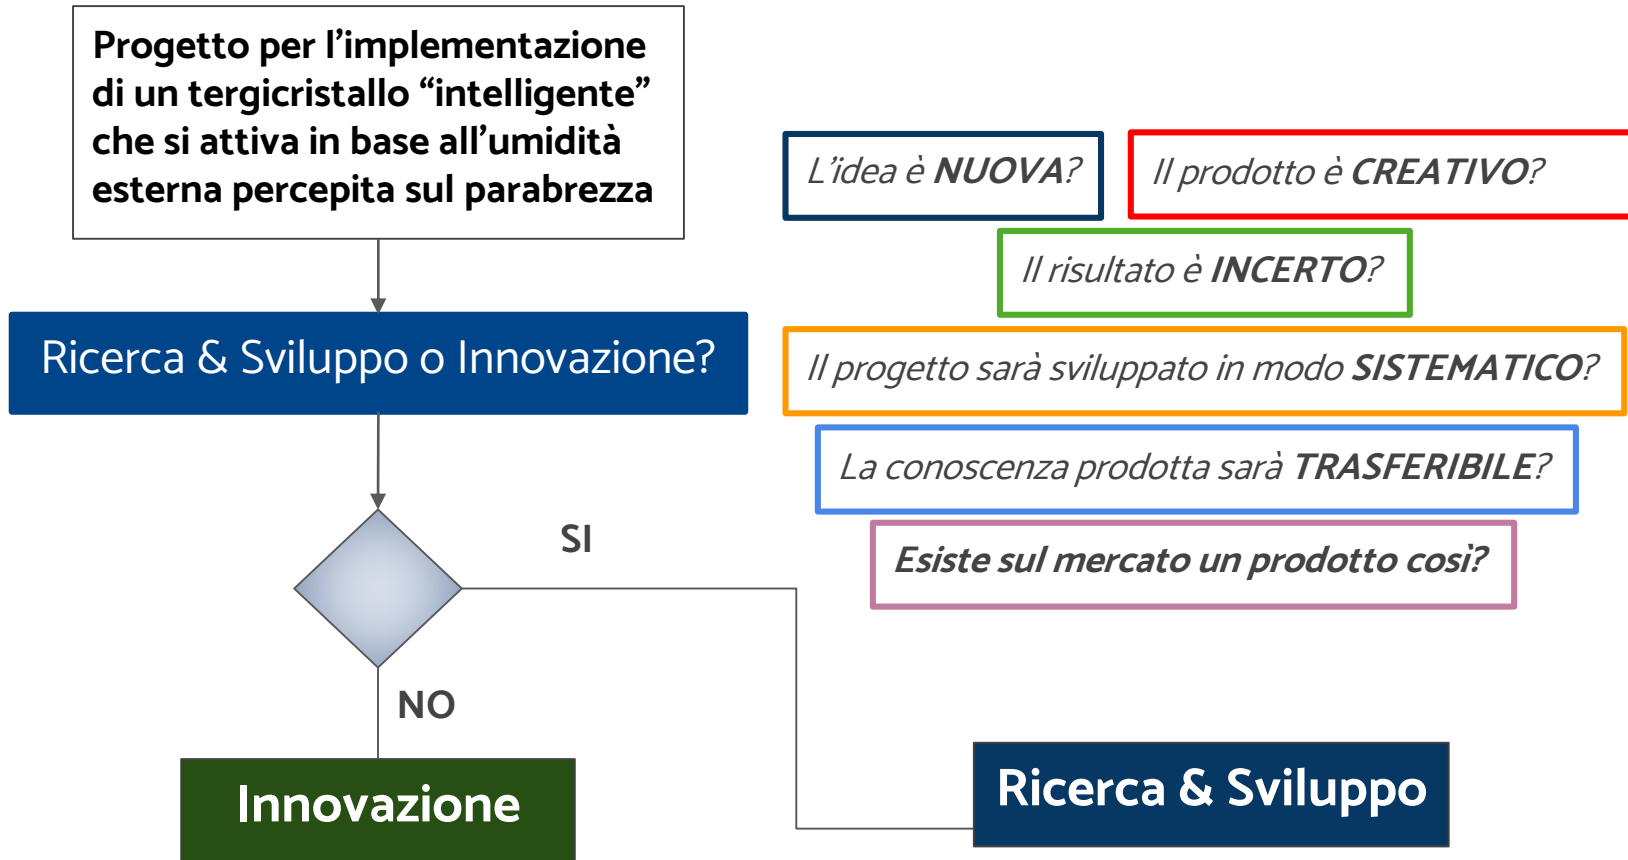 Progetto per l'implementazione
di un tergicristallo “intelligente”
che si attiva in base all'umidità
esterna percepita sul parabrezza
L'idea è NUOVA?
Il prodotto è CREATIVO?
Il risultato è INCERTO?
Ricerca & Sviluppo o Innovazione?
Il progetto sarà sviluppato in modo SISTEMATICO?
La conoscenza prodotta sarà TRASFERIBILE?
Esiste sul mercato un prodotto così?
SI
NO
Innovazione
Ricerca & Sviluppo